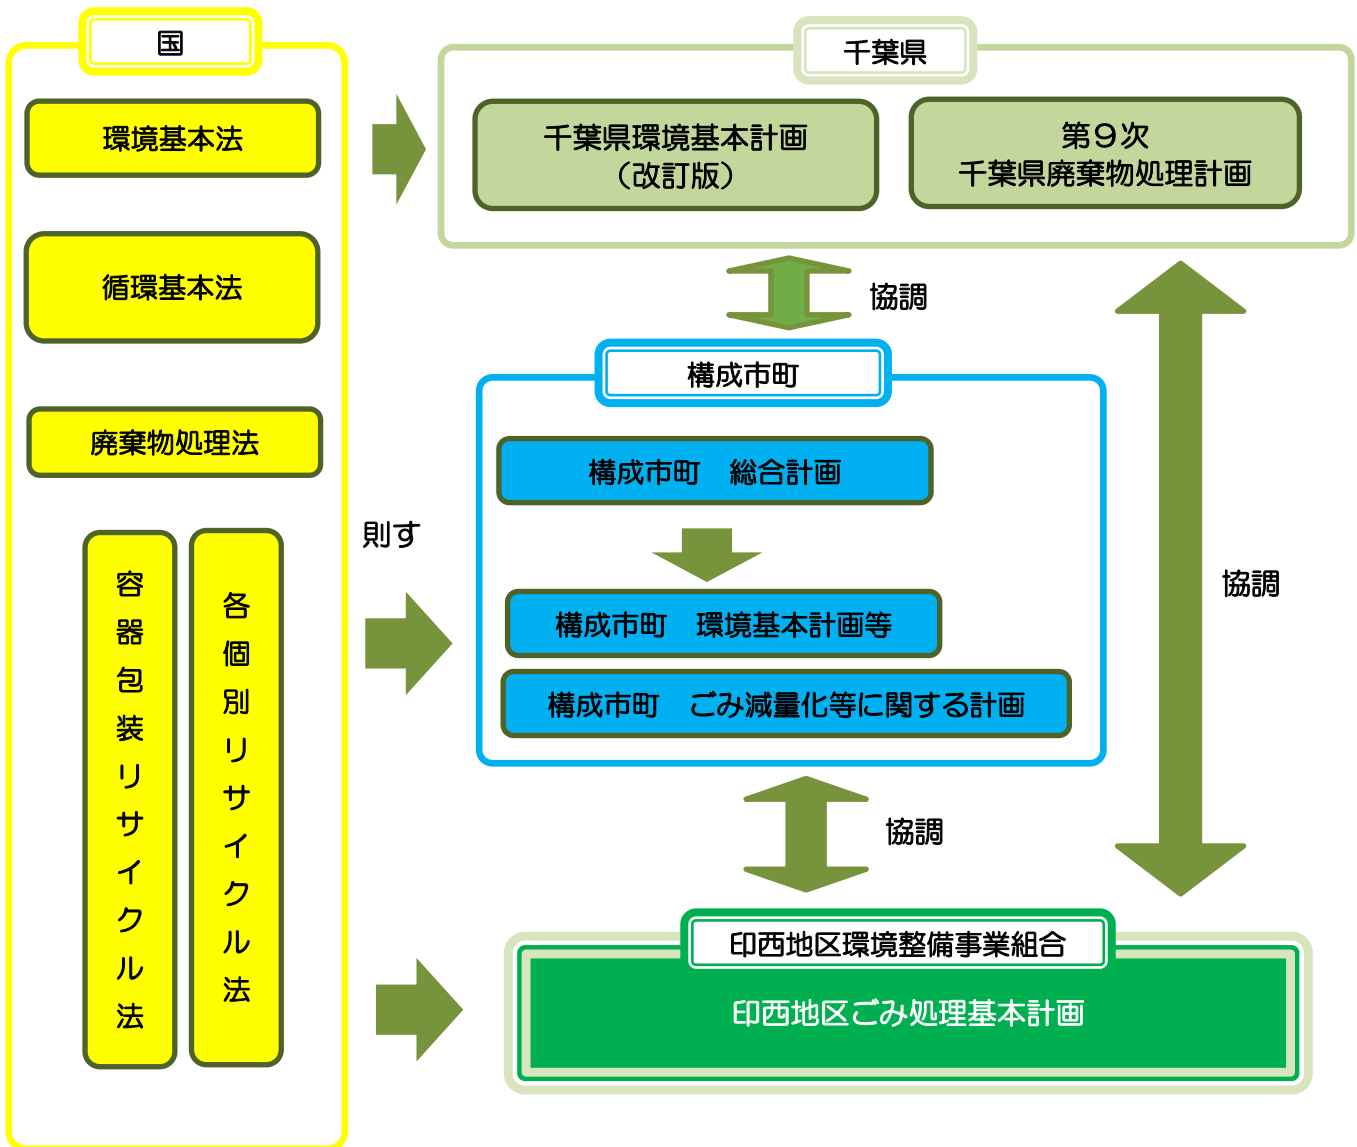 国
環境基本法
循環基本法
廃棄物処理法
容器包装リサイクル法
各個別リサイクル法
則す
千葉県
千葉県環境基本計画
（改訂版）
第９次
千葉県廃棄物処理計画
協調
構成市町
構成市町　総合計画
構成市町　環境基本計画等
構成市町　ごみ減量化等に関する計画
協調
協調
印西地区環境整備事業組合
印西地区ごみ処理基本計画